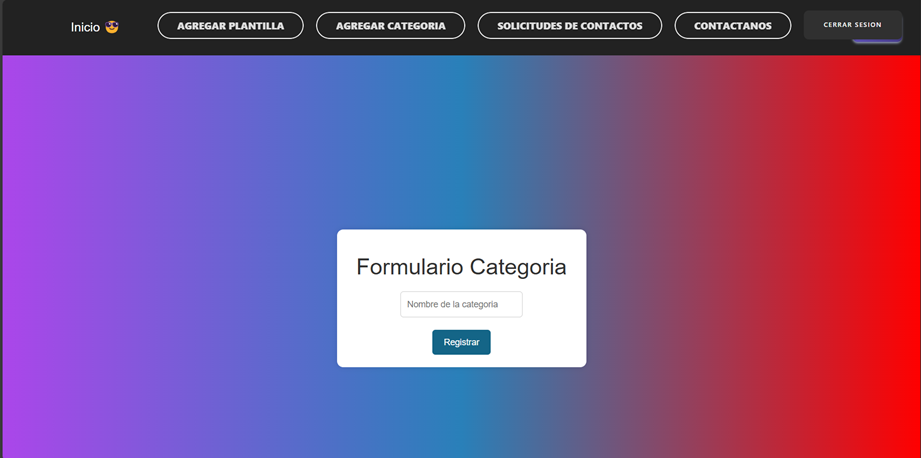 Inicio 😎
AGREGAR PLANTILLA
AGREGAR CATEGORIA
SOLICITUDES DE CONTACTOS
CONTACTANOS
CERRAR SESION
Formulario Categoria
Nombre de la categoria
Registrar